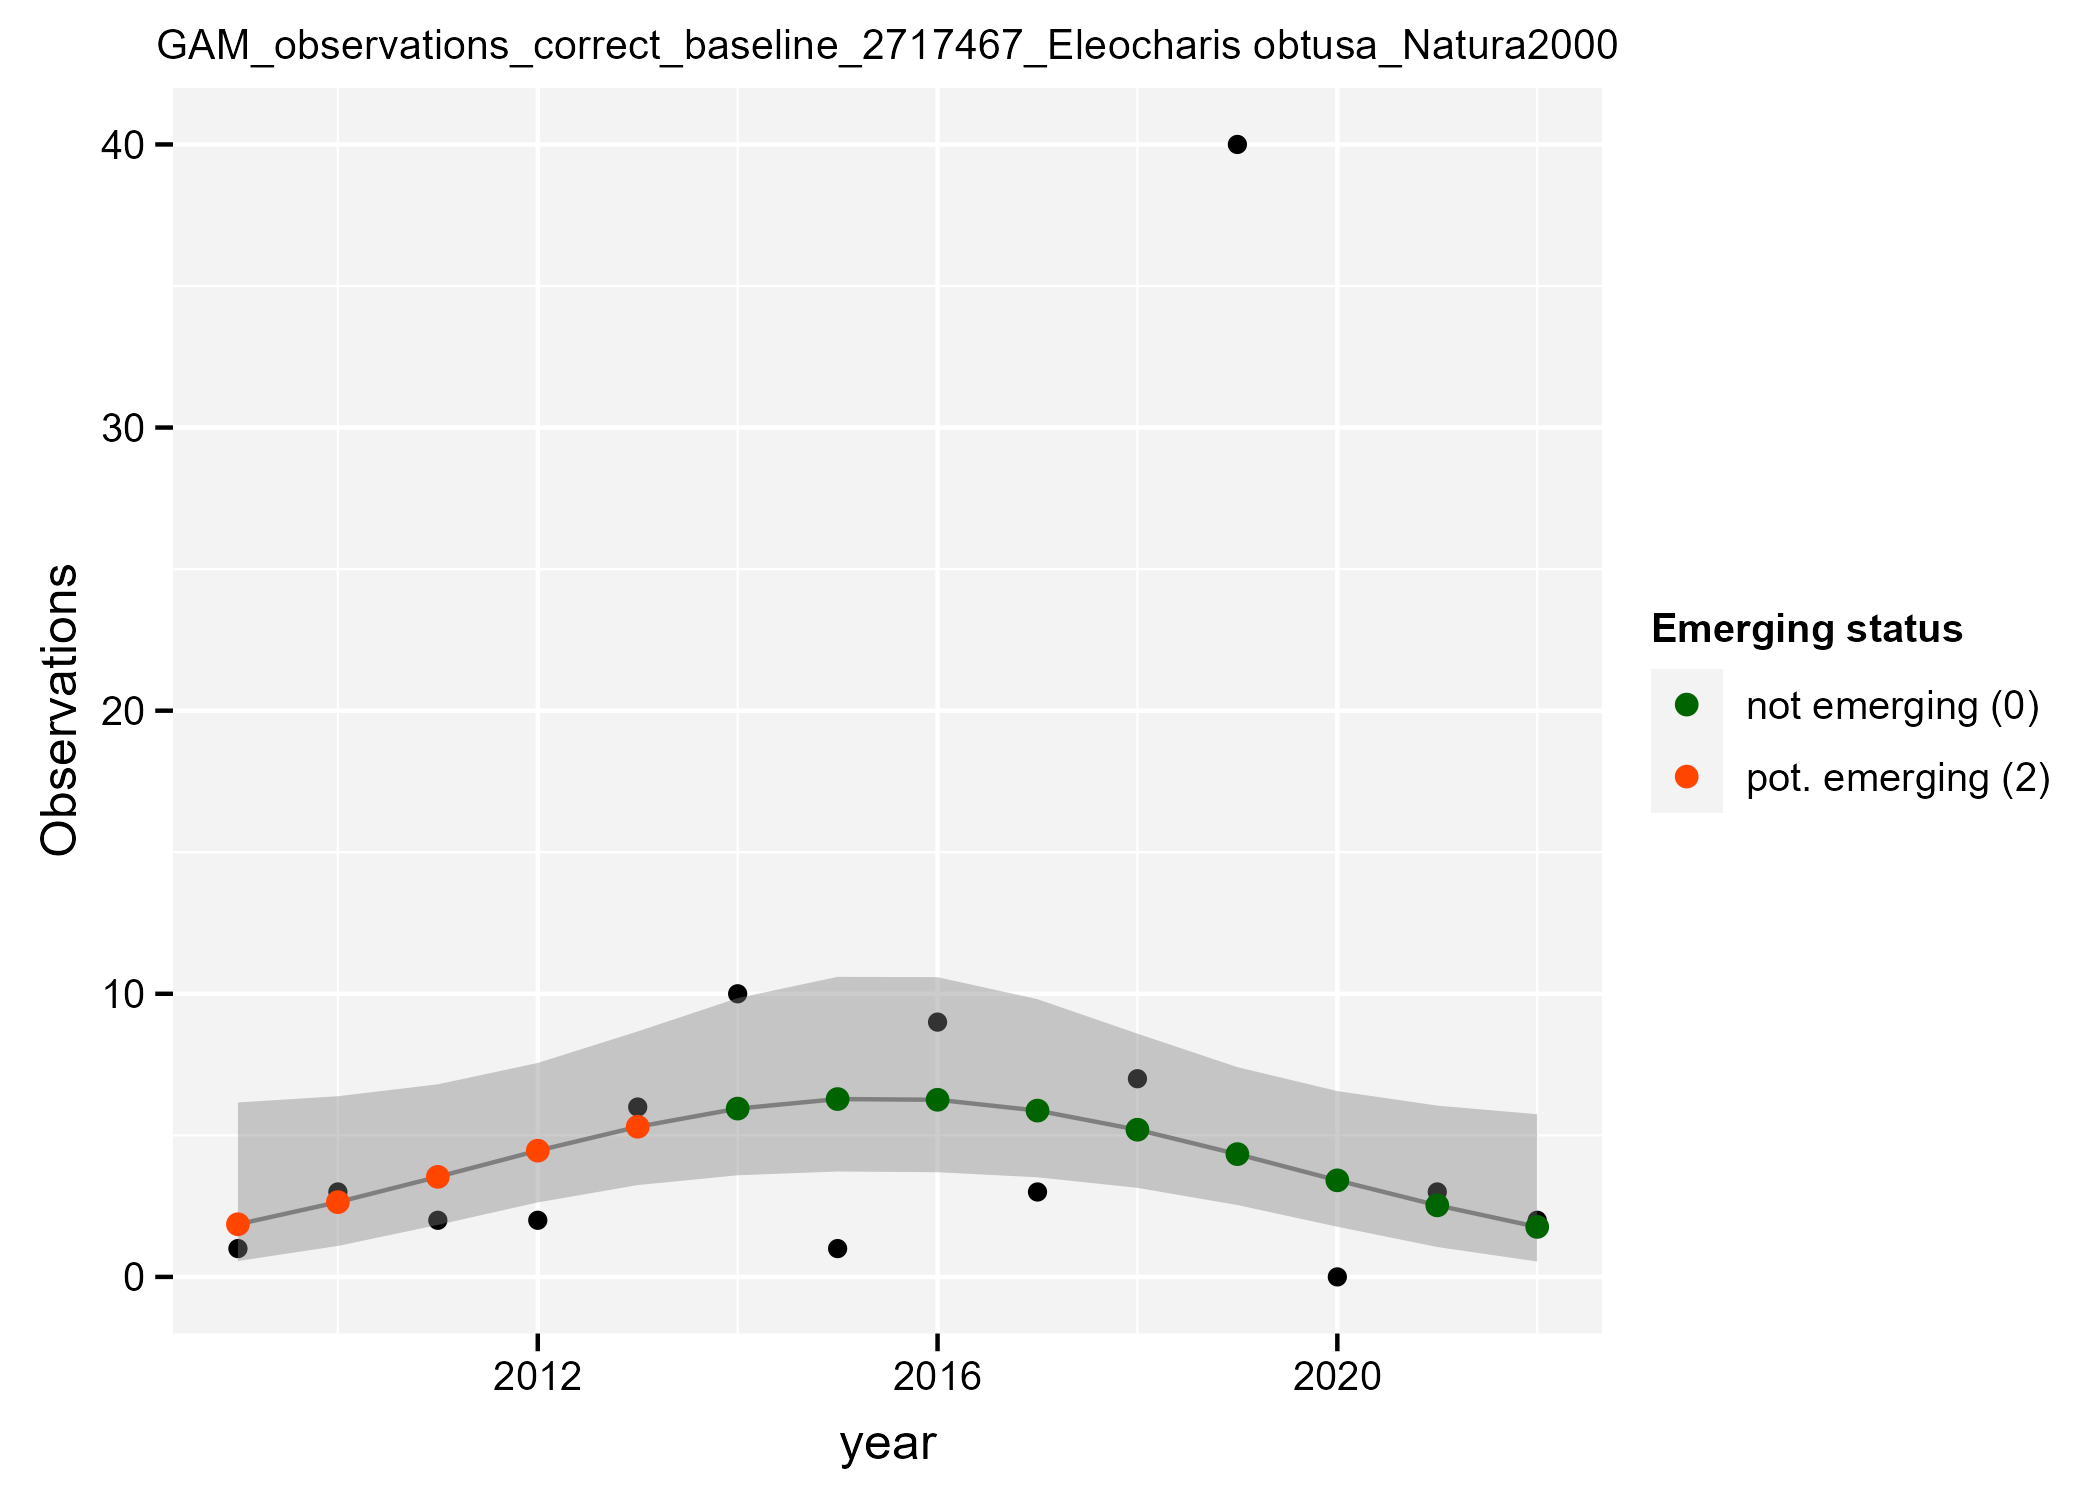 GAM_observations_correct_baseline_2717467_Eleocharis obtusa_Natura2000
40
30
20
10
0
Observations
2012
2016
2020
year
Emerging status
not emerging (0)
pot. emerging (2)